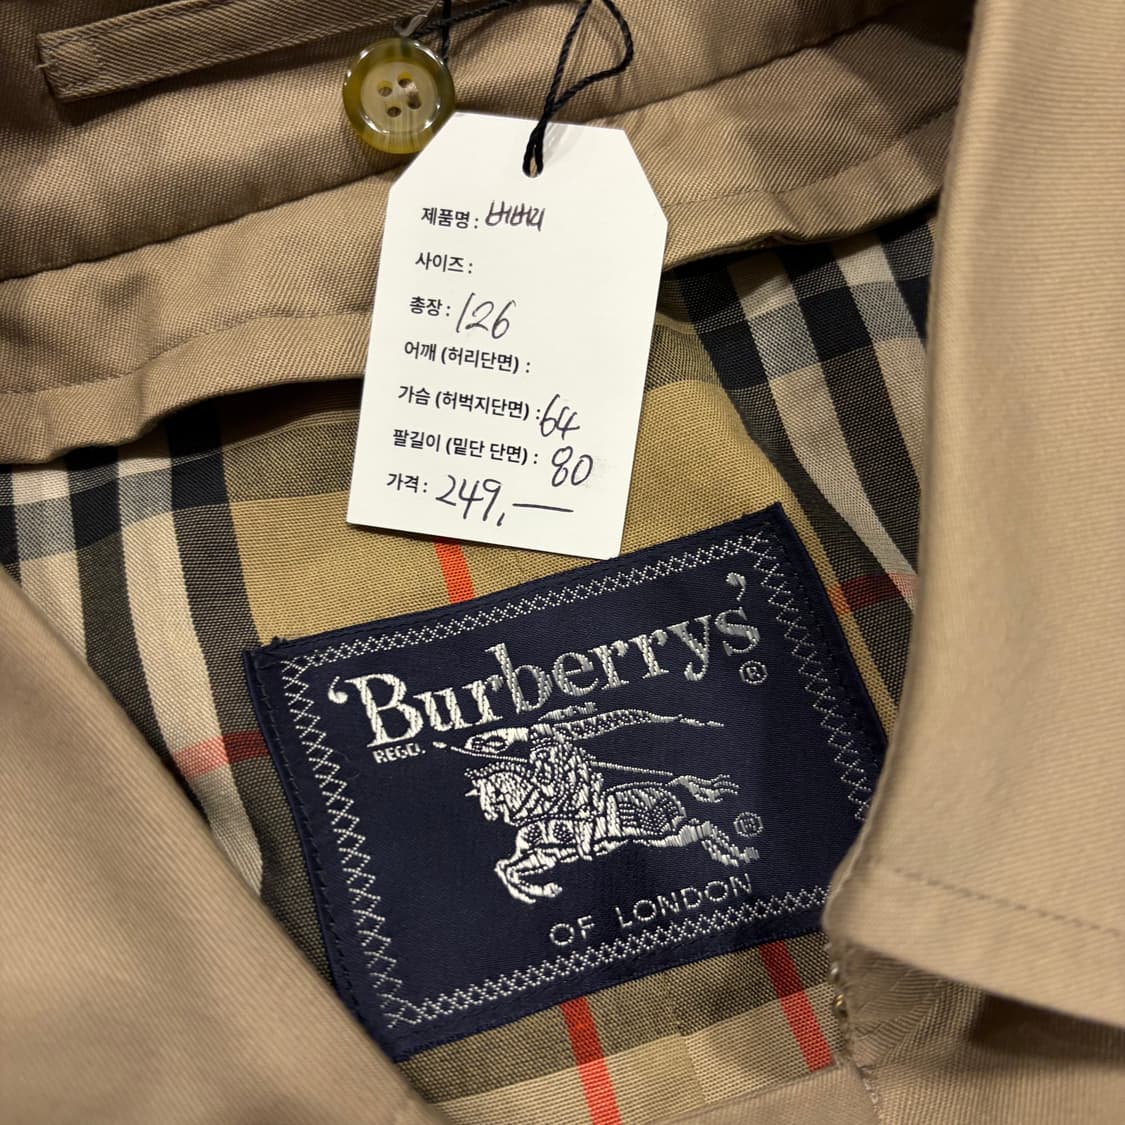 제품명 : 버버리
사이즈 :
총장 : 126
어깨 (허리단면) :
가슴 (허벅지단면) : 64
팔길이 (밑단 단면) : 80
가격 : 249,—
‘Burberrys’®
REGD.
®
OF LONDON